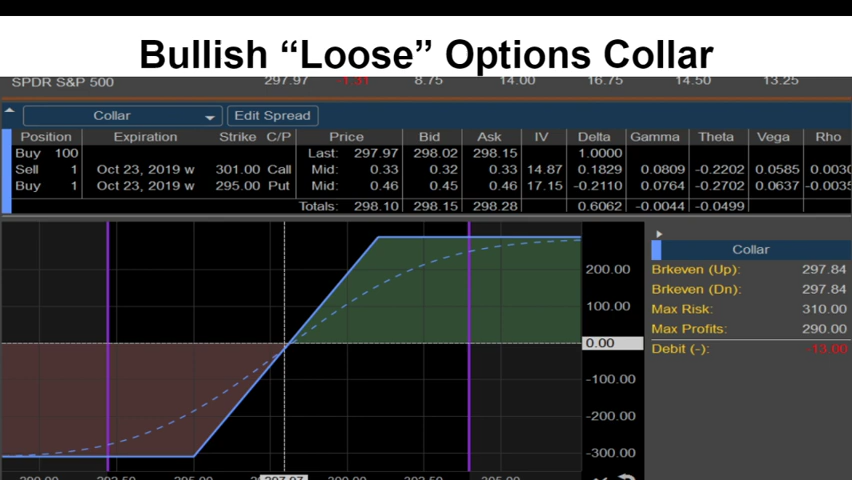 Bullish “Loose” Options Collar
SPDR S&P 500 297.97 -1.31 8.75 14.00 16.75 14.50 13.25
Collar Edit Spread
Position Expiration Strike C/P Price Bid Ask IV Delta Gamma Theta Vega Rho
Buy 100 Last: 297.97 298.02 298.15 1.0000
Sell 1 Oct 23, 2019 w 301.00 Call Mid: 0.33 0.32 0.33 14.87 0.1829 0.0809 -0.2202 0.0585 0.0030
Buy 1 Oct 23, 2019 w 295.00 Put Mid: 0.46 0.45 0.46 17.15 -0.2110 0.0764 -0.2702 0.0637 -0.0035
Totals: 298.10 298.15 298.28 0.6062 -0.0044 -0.0499
Collar
Brkeven (Up): 297.84
Brkeven (Dn): 297.84
Max Risk: 310.00
Max Profits: 290.00
Debit (-): -13.00
200.00
100.00
0.00
-100.00
-200.00
-300.00
297.97